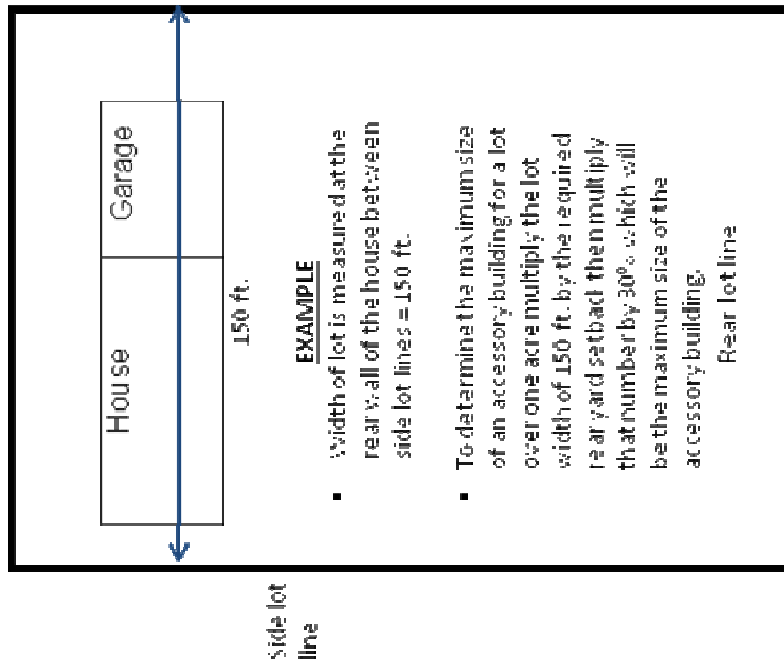 House
Garage
150 ft.
EXAMPLE
▪ Width of lot is measured at the
rear wall of the house between
side lot lines = 150 ft.
▪ To determine the maximum size
of an accessory building for a lot
over one acre multiply the lot
width of 150 ft. by the required
rear yard setback then multiply
that number by 30% which will
be the maximum size of the
accessory building.
Rear lot line
Side lot
line